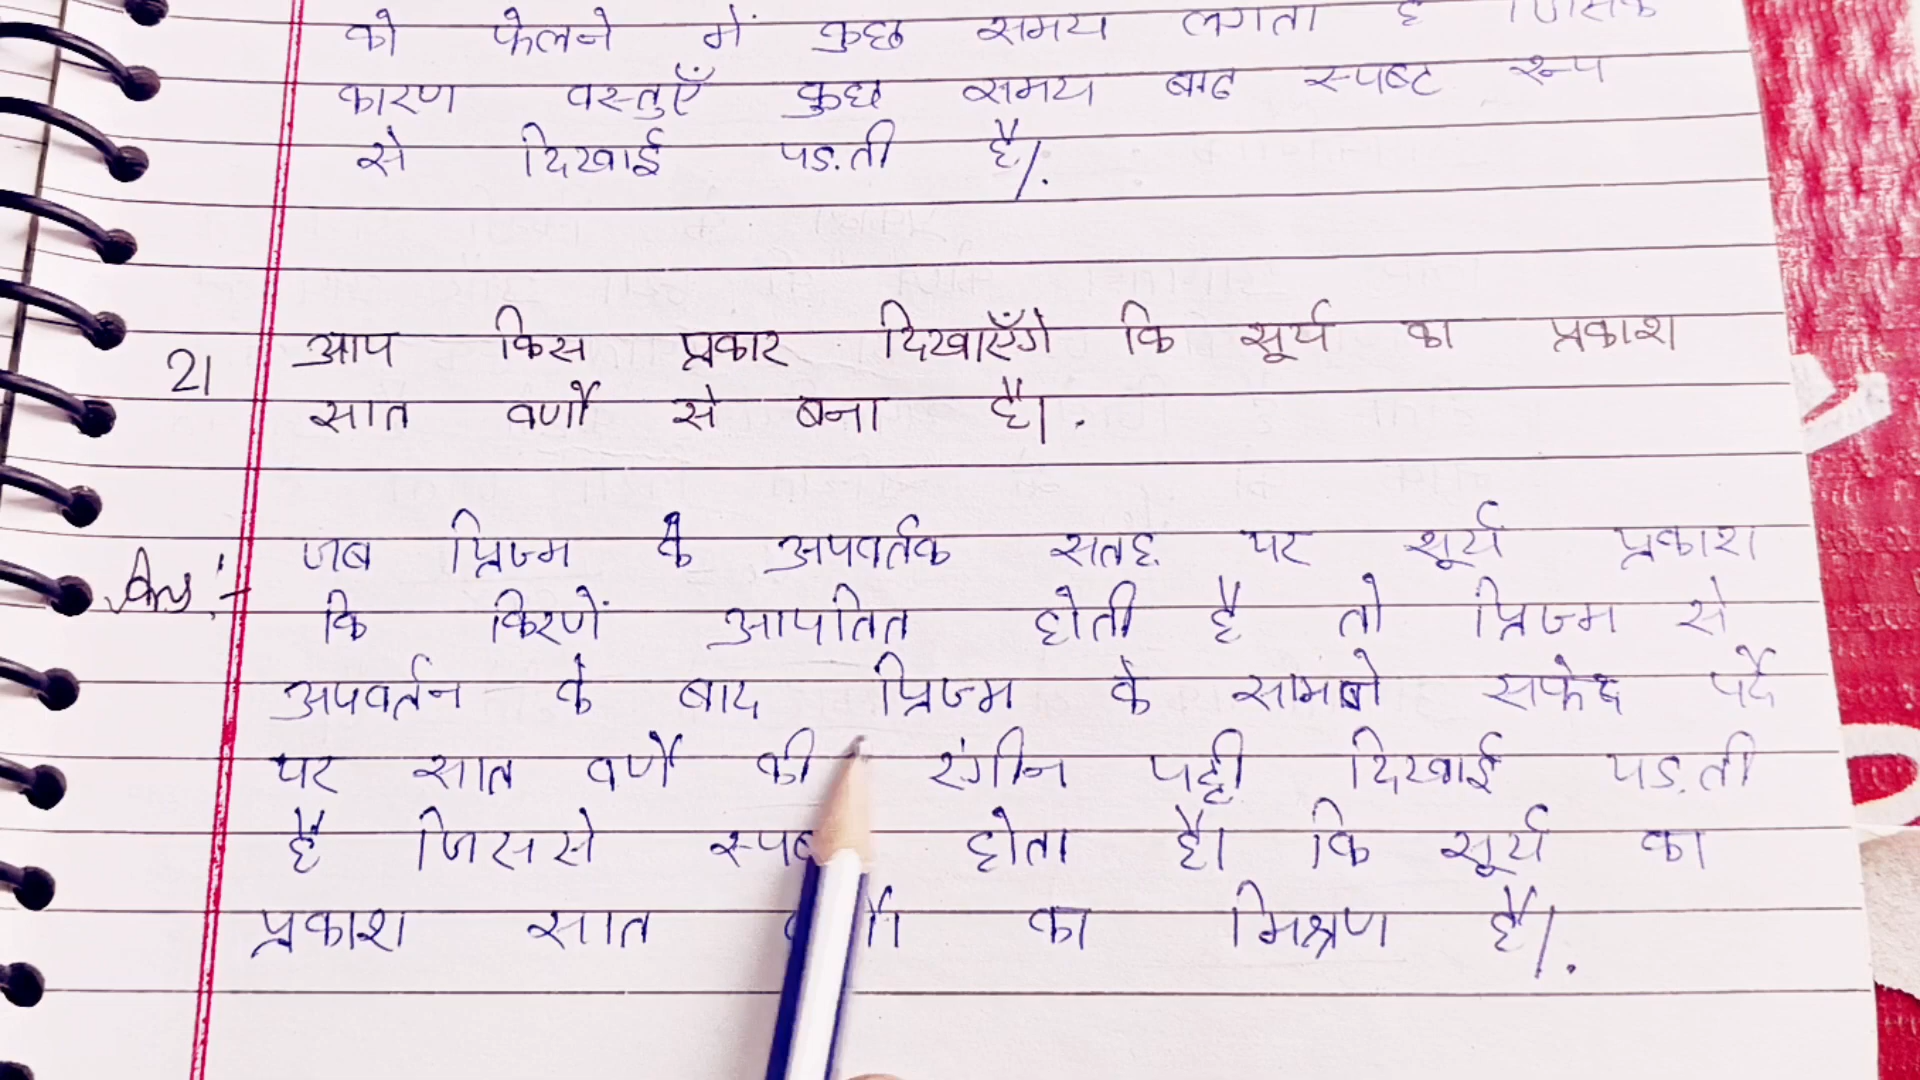 को फैलने में कुछ समय लगता है जिसके
कारण वस्तुएँ कुछ समय बाद स्पष्ट रूप
से दिखाई पड़ती है।.
21 आप किस प्रकार दिखाएँगे कि सूर्य का प्रकाश
सात वर्णों से बना है।.
Ans:- जब प्रिज्म के अपवर्तक सतह पर सूर्य प्रकाश
कि किरणें आपतित होती है तो प्रिज्म से
अपवर्तन के बाद प्रिज्म के सामने सफेद पर्दे
पर सात वर्णों की रंगीन पट्टी दिखाई पड़ती
है जिससे होता है। कि सूर्य का
प्रकाश सात का मिश्रण है।.